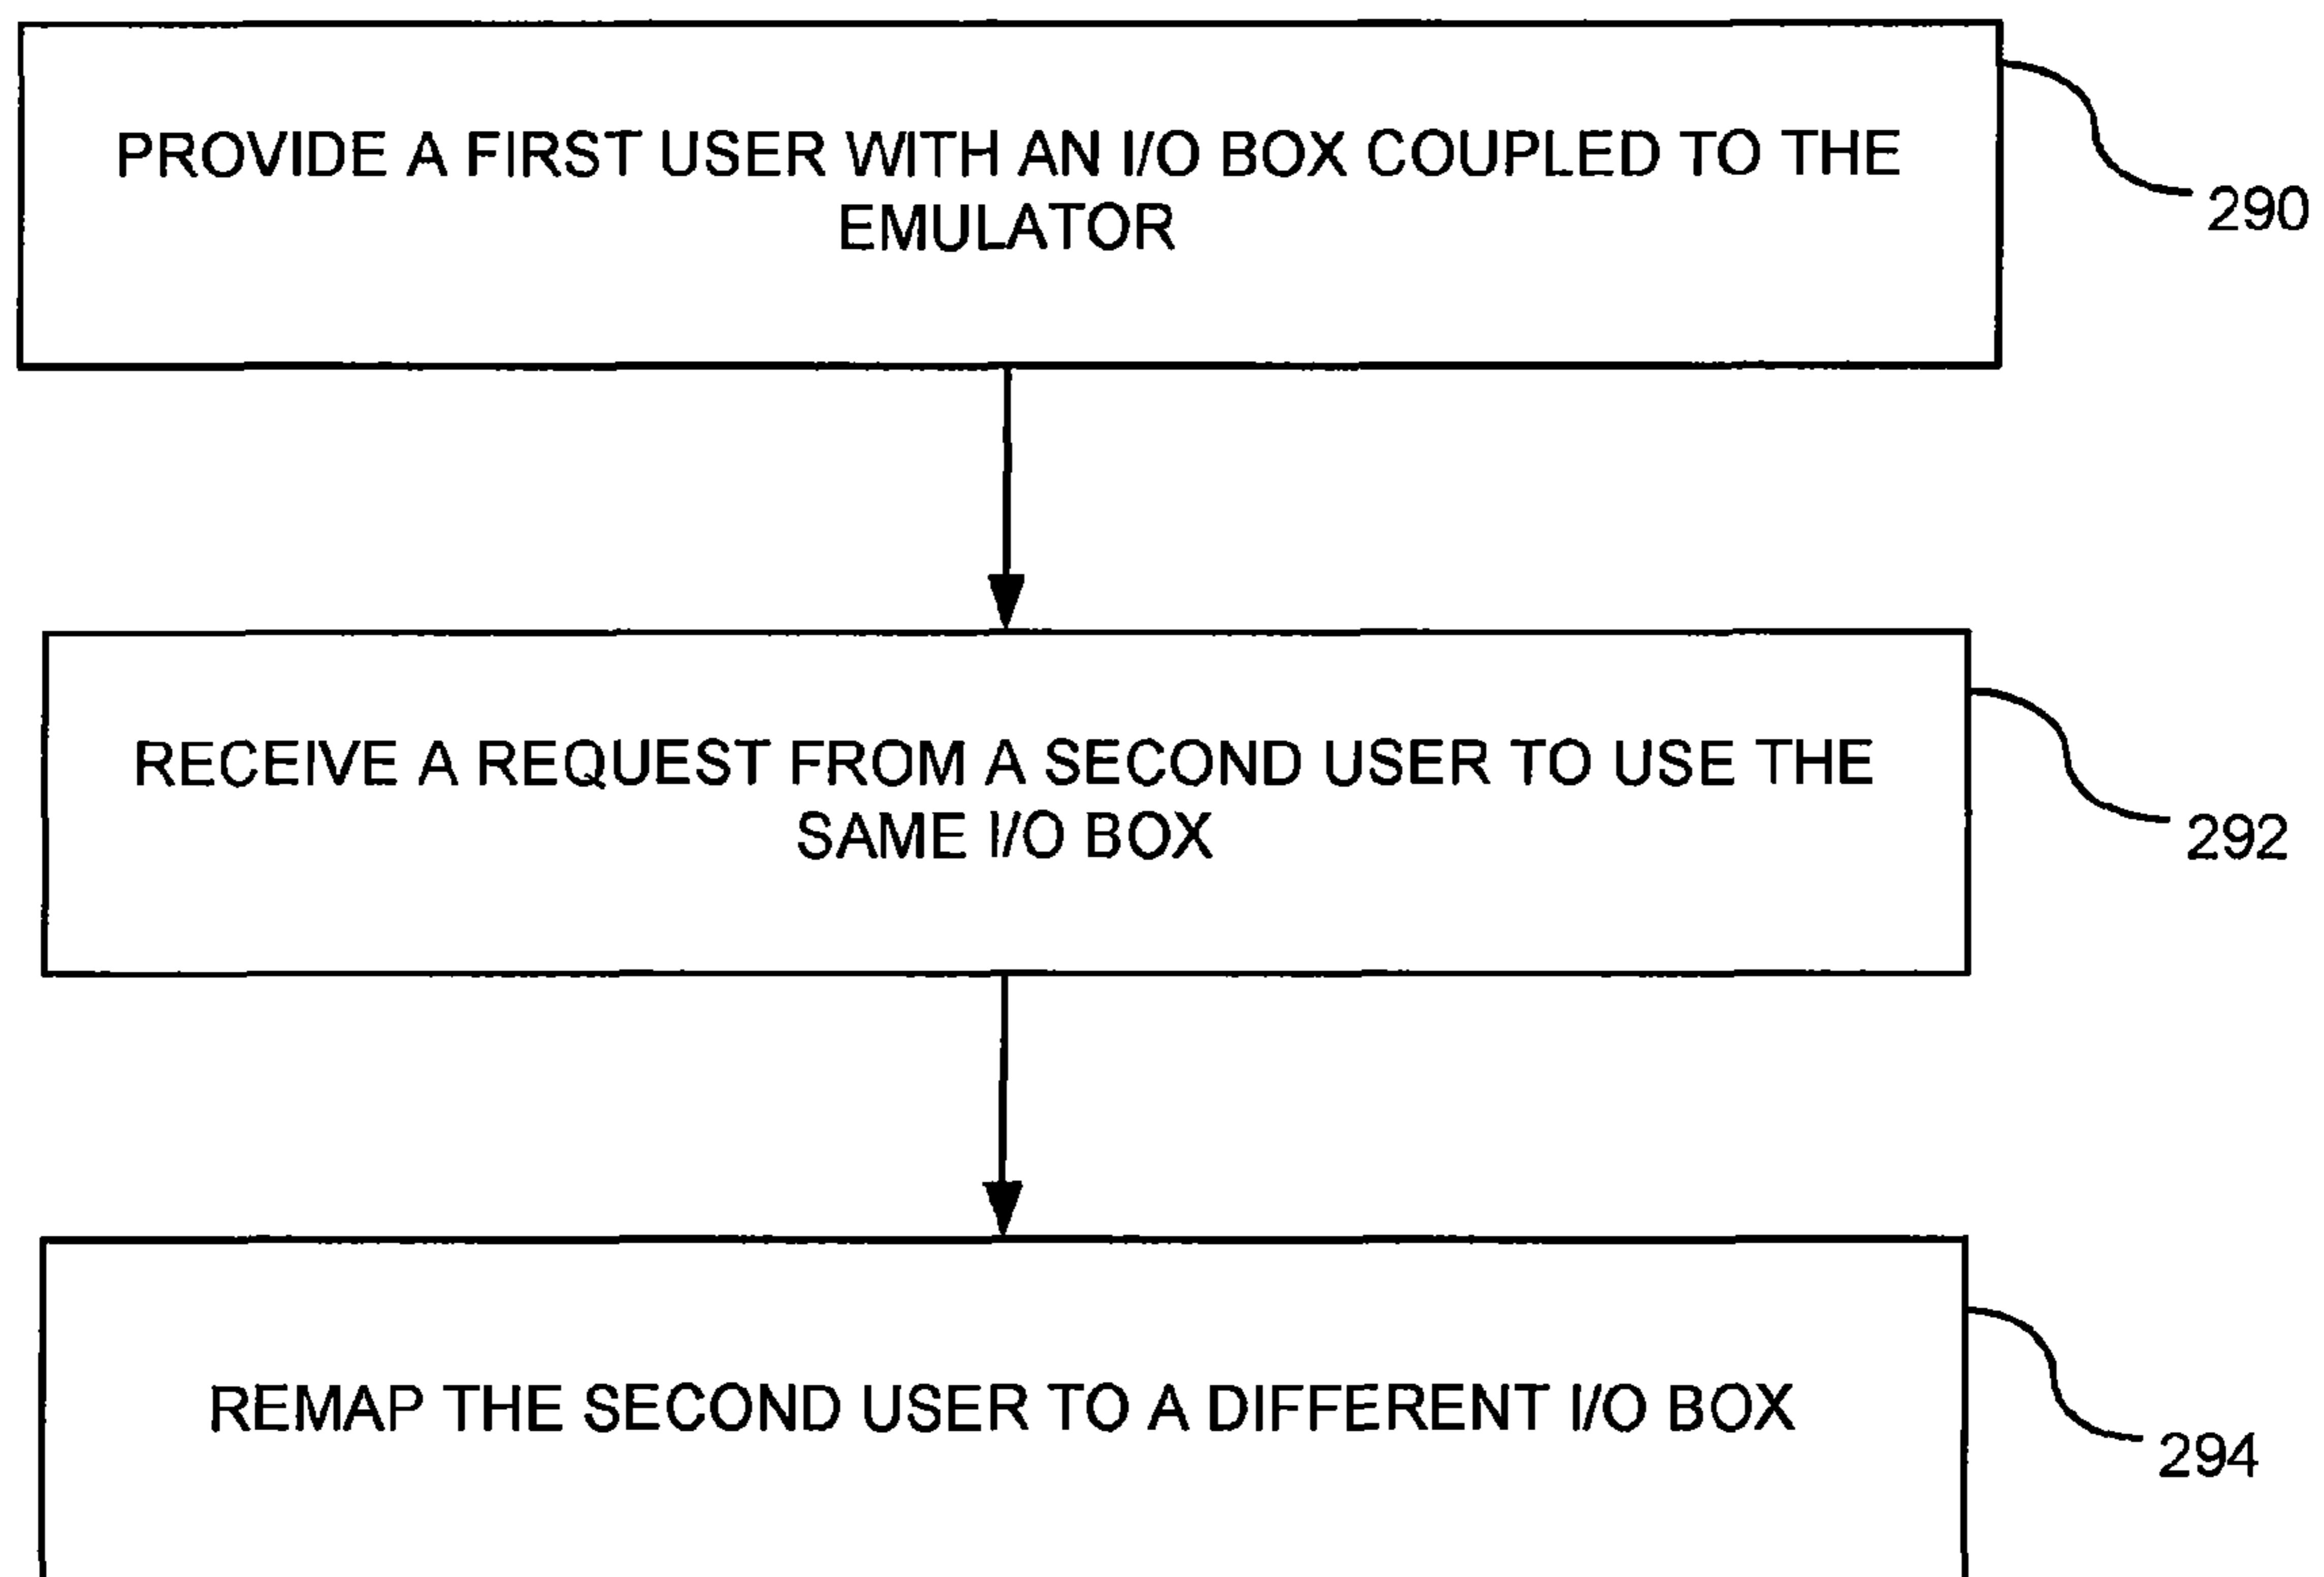 PROVIDE A FIRST USER WITH AN I/O BOX COUPLED TO THE
EMULATOR
290
RECEIVE A REQUEST FROM A SECOND USER TO USE THE
SAME I/O BOX
292
REMAP THE SECOND USER TO A DIFFERENT I/O BOX
294